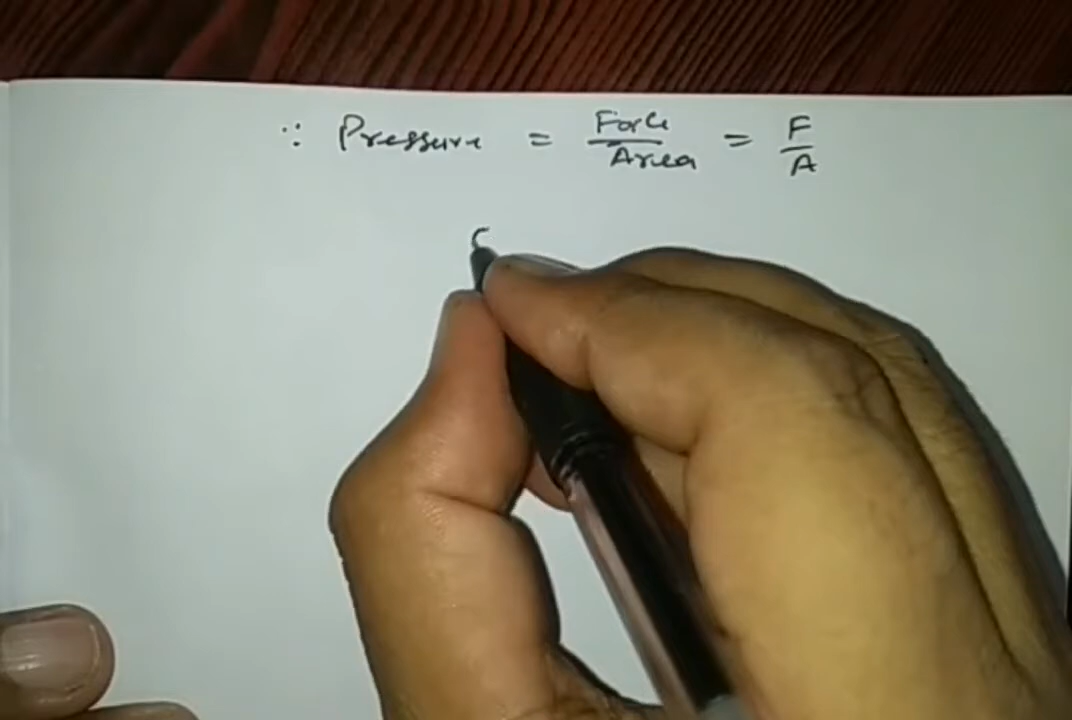 ∵ Pressure = Force/Area = F/A